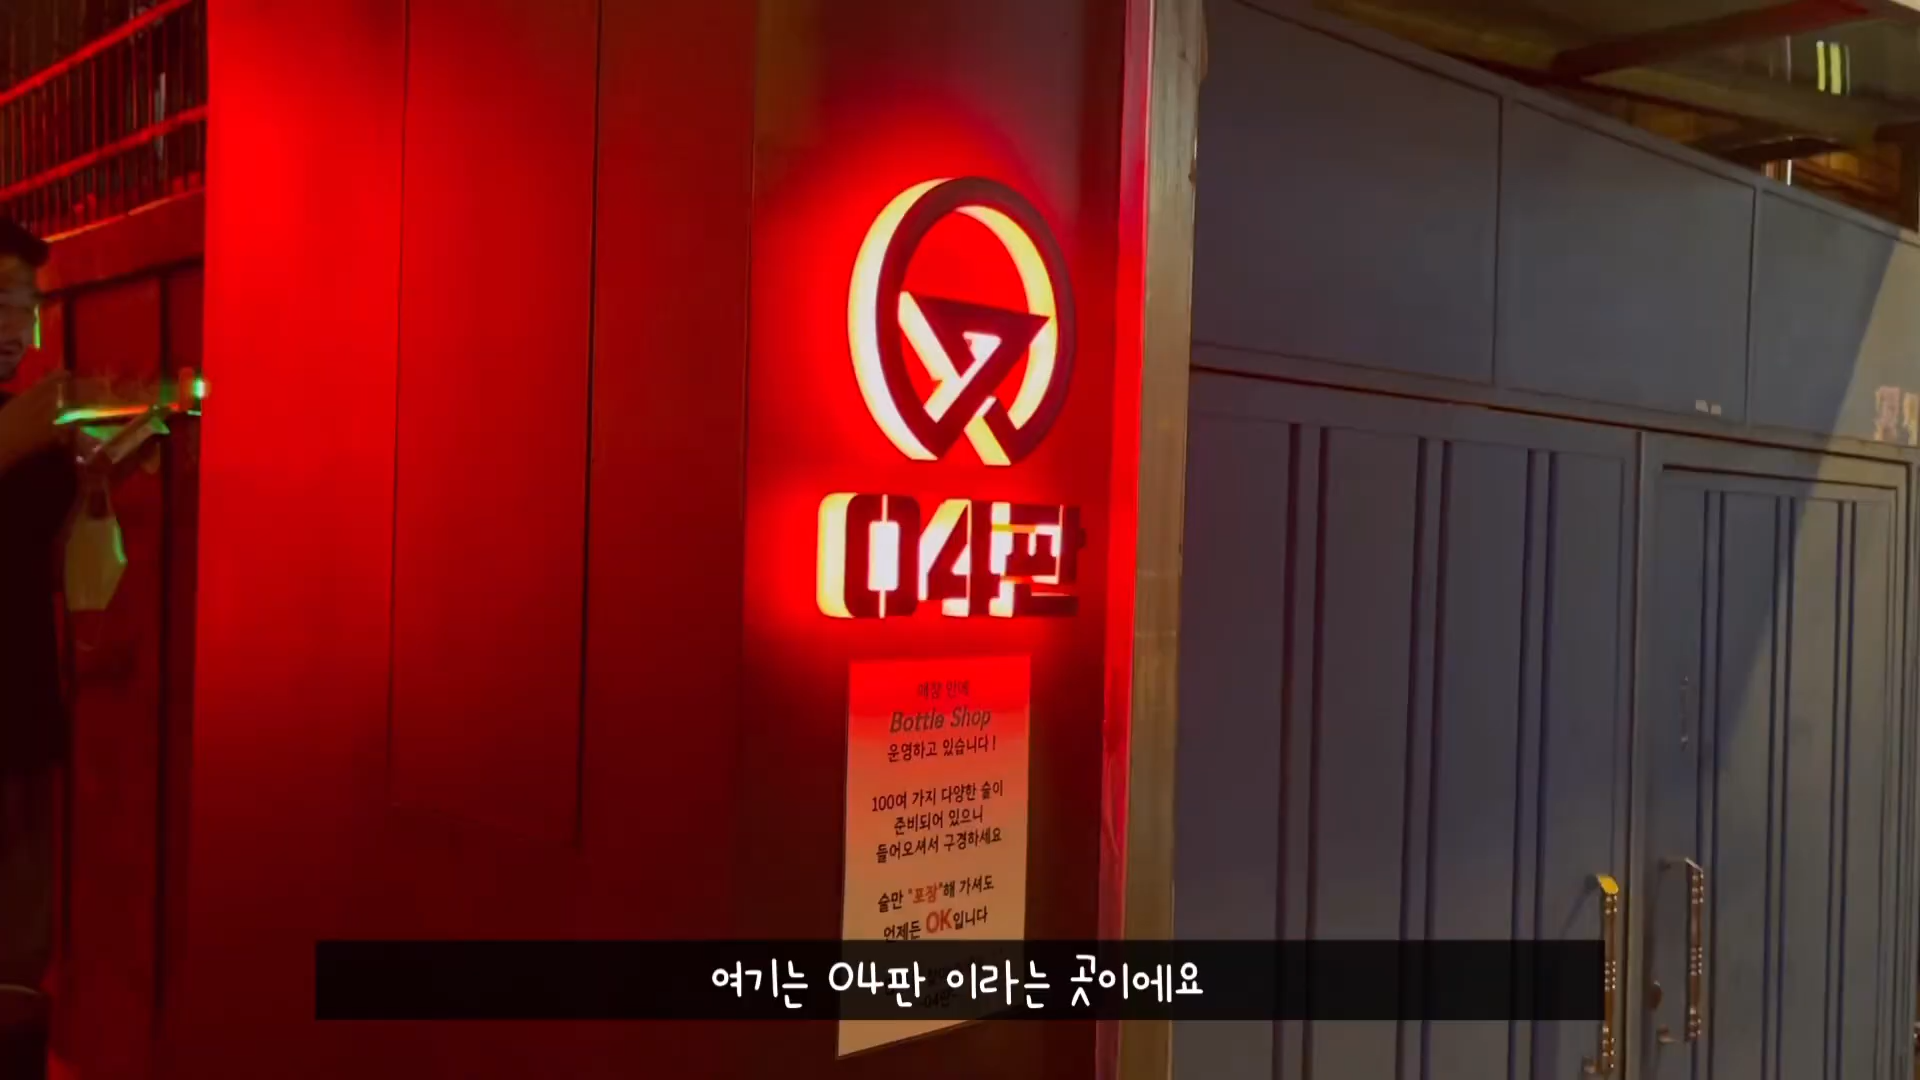 04판
매장 안에
Bottle Shop
운영하고 있습니다!
100여 가지 다양한 술이
준비되어 있으니
들어오셔서 구경하세요
술만 "포장"해 가셔도
언제든 OK입니다
여기는 04판 이라는 곳이에요